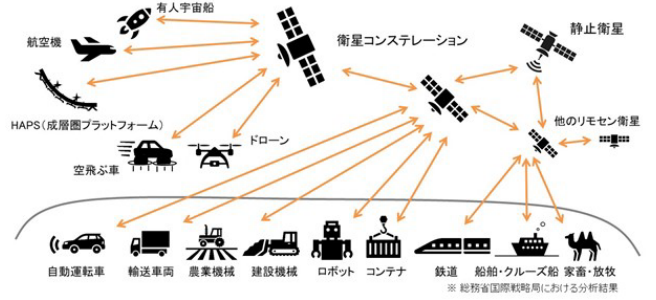 有人宇宙船
航空機
衛星コンステレーション
静止衛星
HAPS(成層圏プラットフォーム)
ドローン
他のリモセン衛星
空飛ぶ車
自動運転車
輸送車両
農業機械
建設機械
ロボット
コンテナ
鉄道
船舶・クルーズ船
家畜・放牧
※ 総務省国際戦略局における分析結果